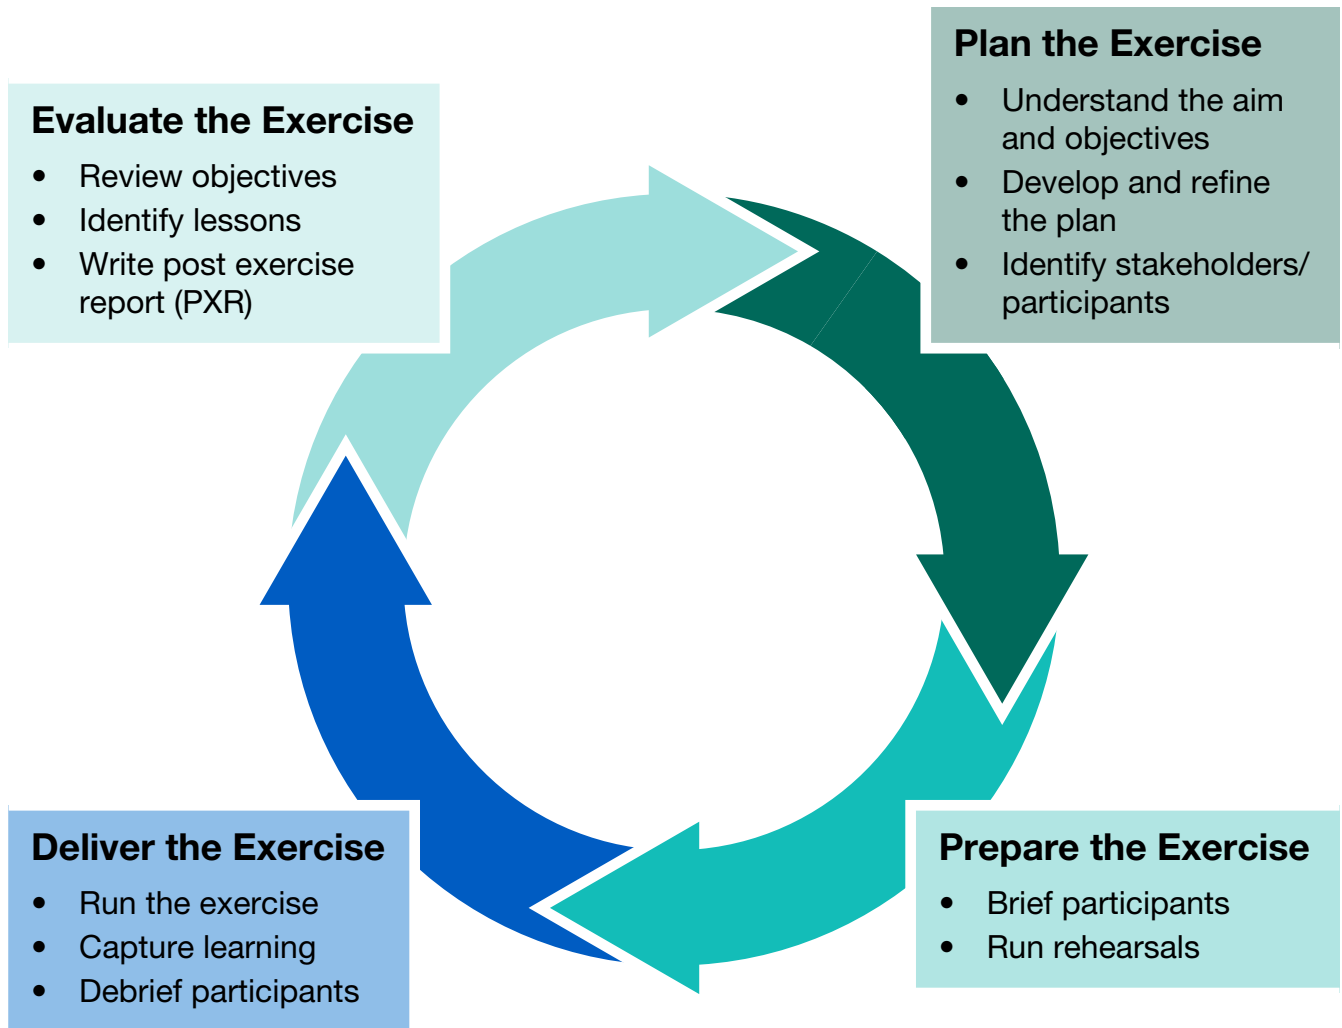 Plan the Exercise
• Understand the aim
and objectives
• Develop and refine
the plan
• Identify stakeholders/
participants
Prepare the Exercise
• Brief participants
• Run rehearsals
Deliver the Exercise
• Run the exercise
• Capture learning
• Debrief participants
Evaluate the Exercise
• Review objectives
• Identify lessons
• Write post exercise
report (PXR)